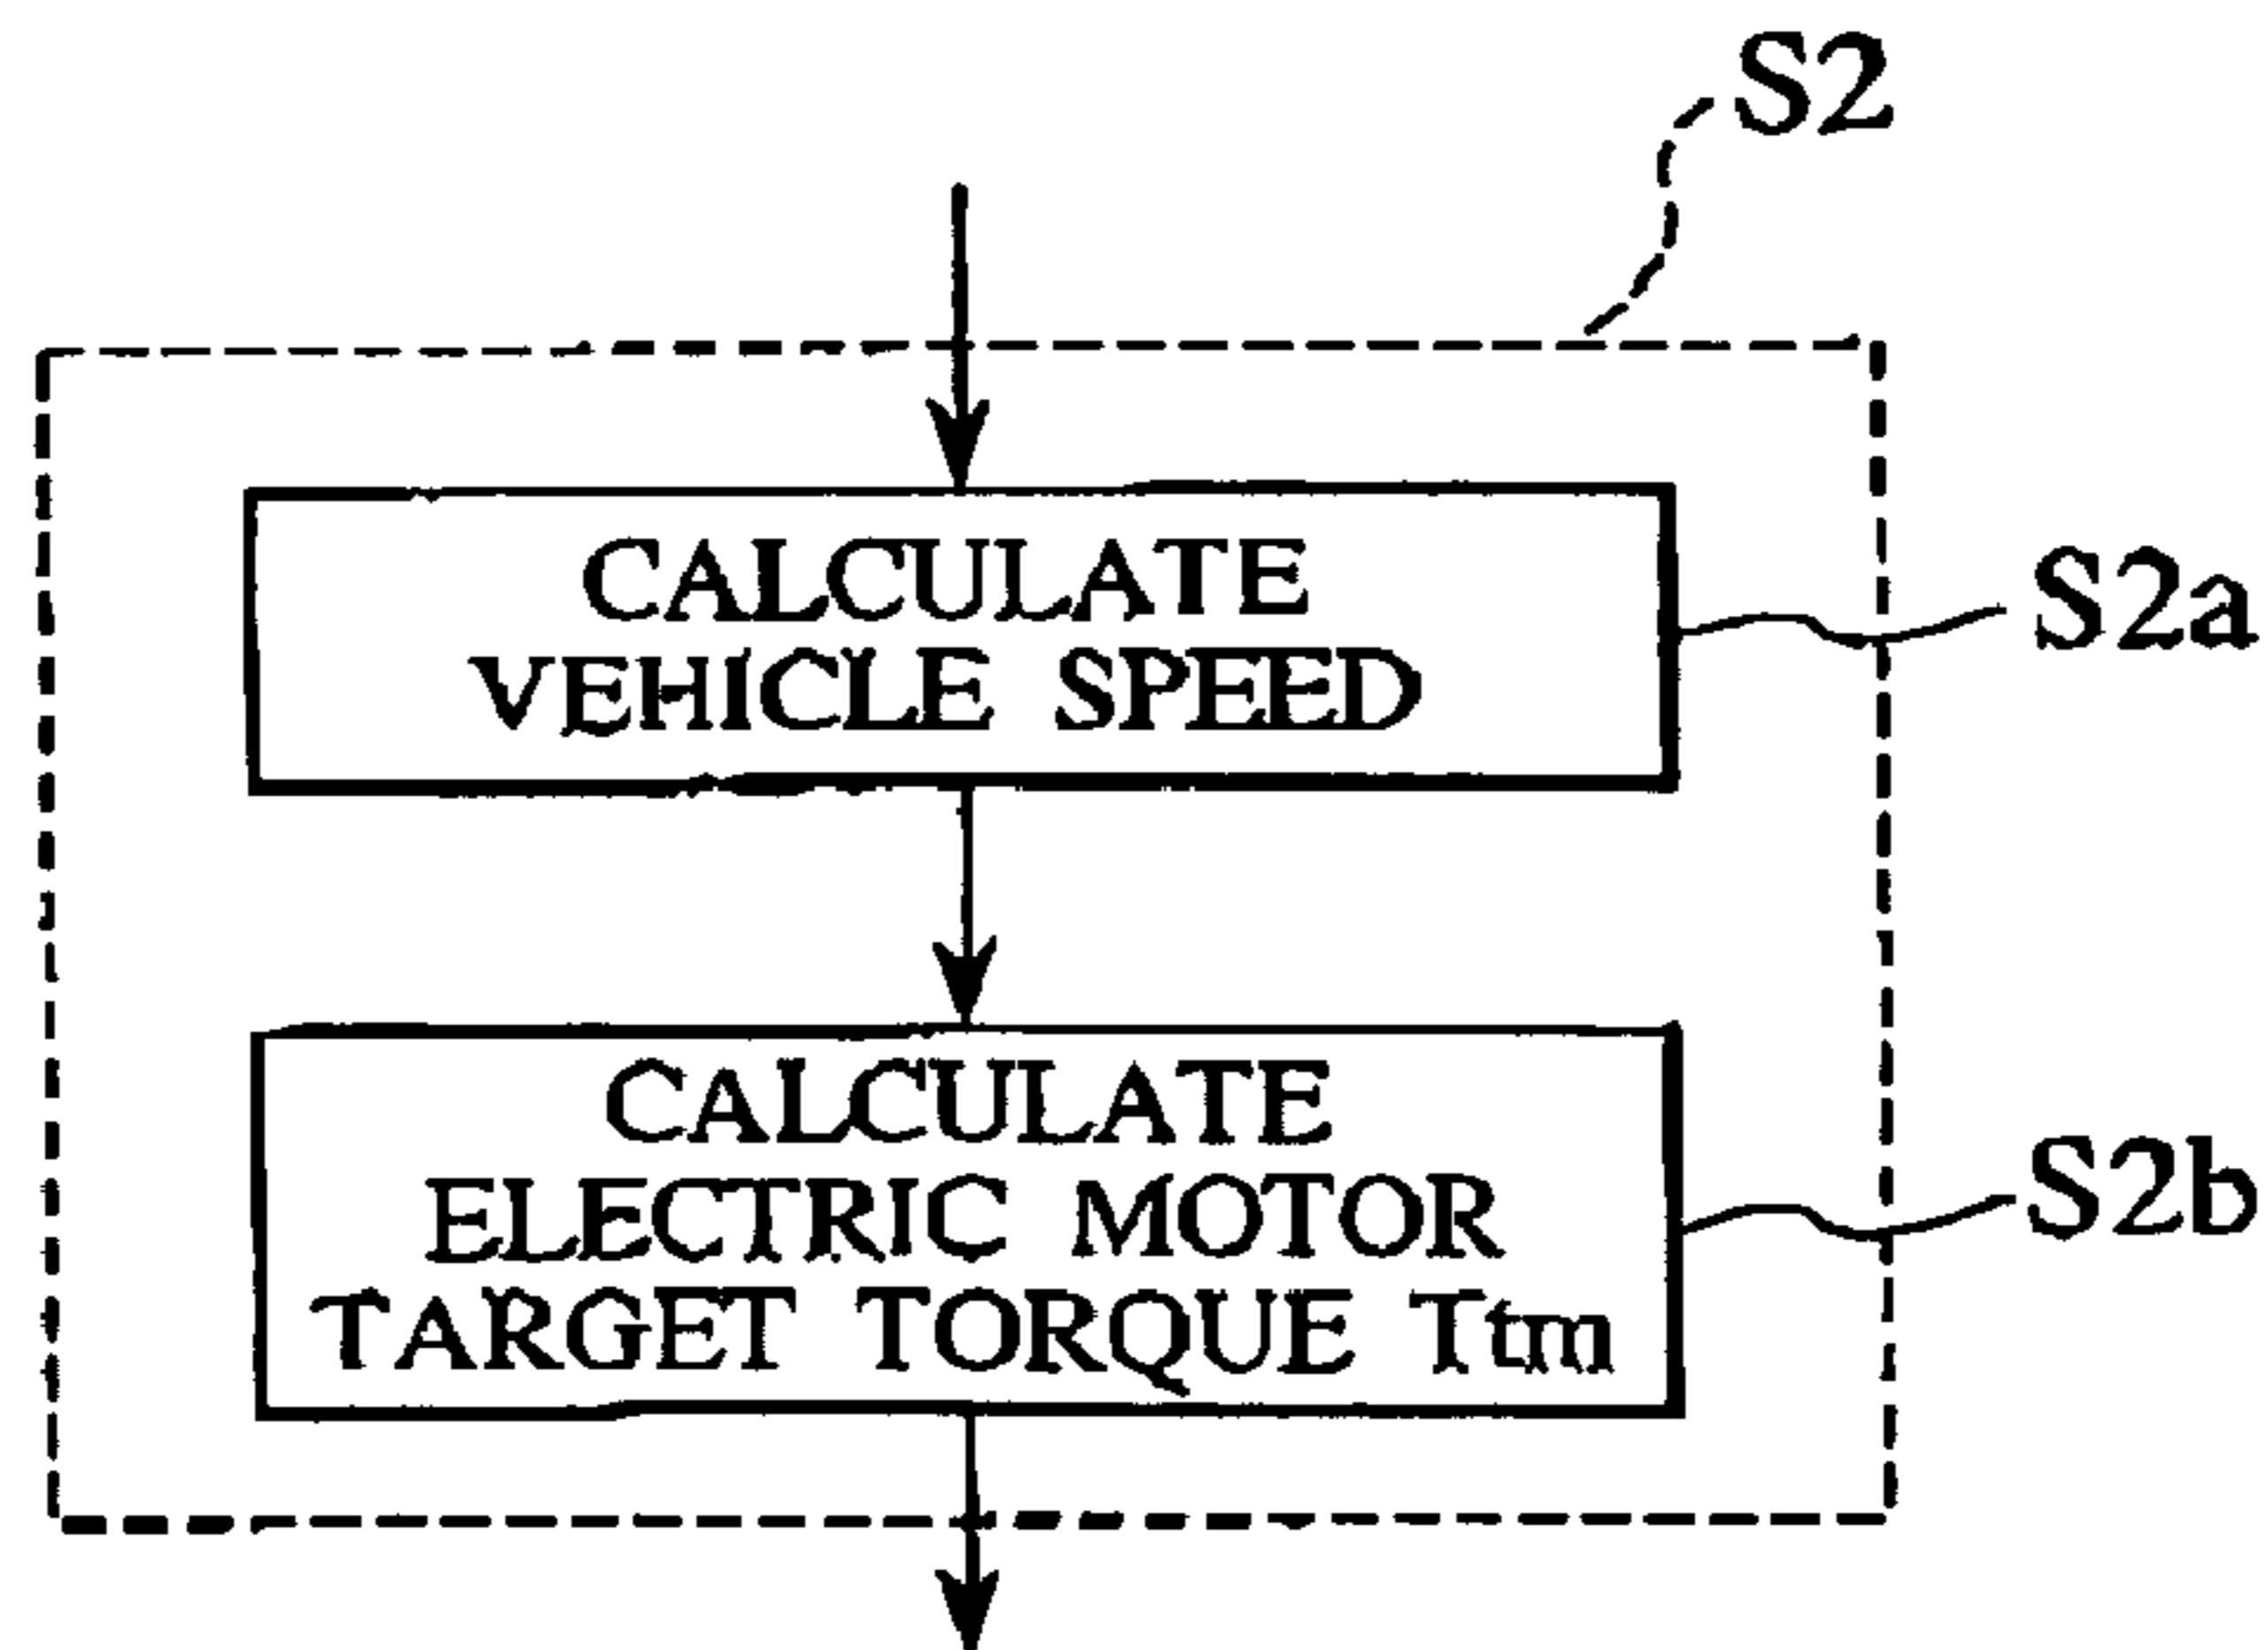 S2
CALCULATE
VEHICLE SPEED
S2a
CALCULATE
ELECTRIC MOTOR
TARGET TORQUE Ttm
S2b